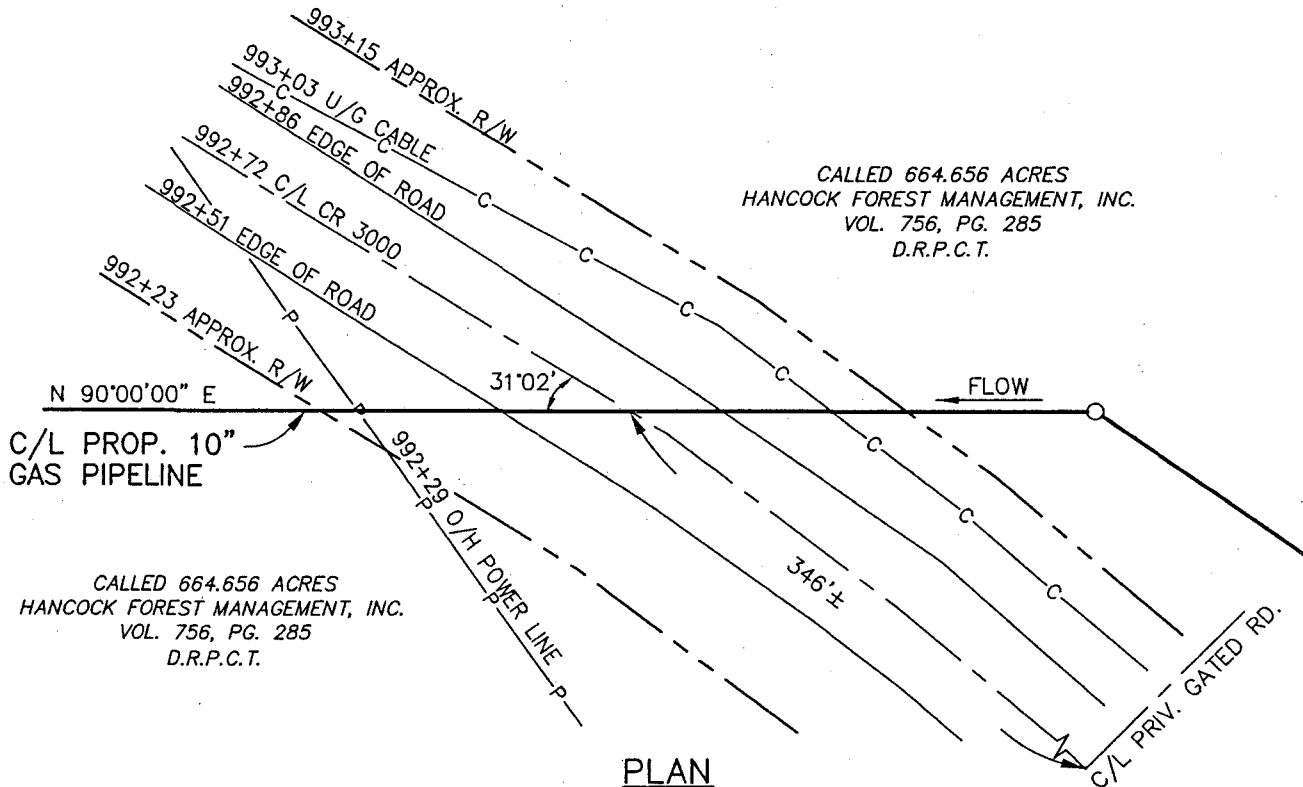 993+15 APPROX. R/W
993+03 U/G CABLE
992+86 EDGE OF ROAD
992+72 C/L CR 3000
992+51 EDGE OF ROAD
992+23 APPROX. R/W
CALLED 664.656 ACRES
HANCOCK FOREST MANAGEMENT, INC.
VOL. 756, PG. 285
D.R.P.C.T.
N 90°00'00" E
31°02'
FLOW
C/L PROP. 10"
GAS PIPELINE
992+29 O/H POWER LINE
346'±
CALLED 664.656 ACRES
HANCOCK FOREST MANAGEMENT, INC.
VOL. 756, PG. 285
D.R.P.C.T.
C/L PRIV. GATED RD.
PLAN
C
C
C
C
C
C
C
C
C
C
P
P
P
P
P